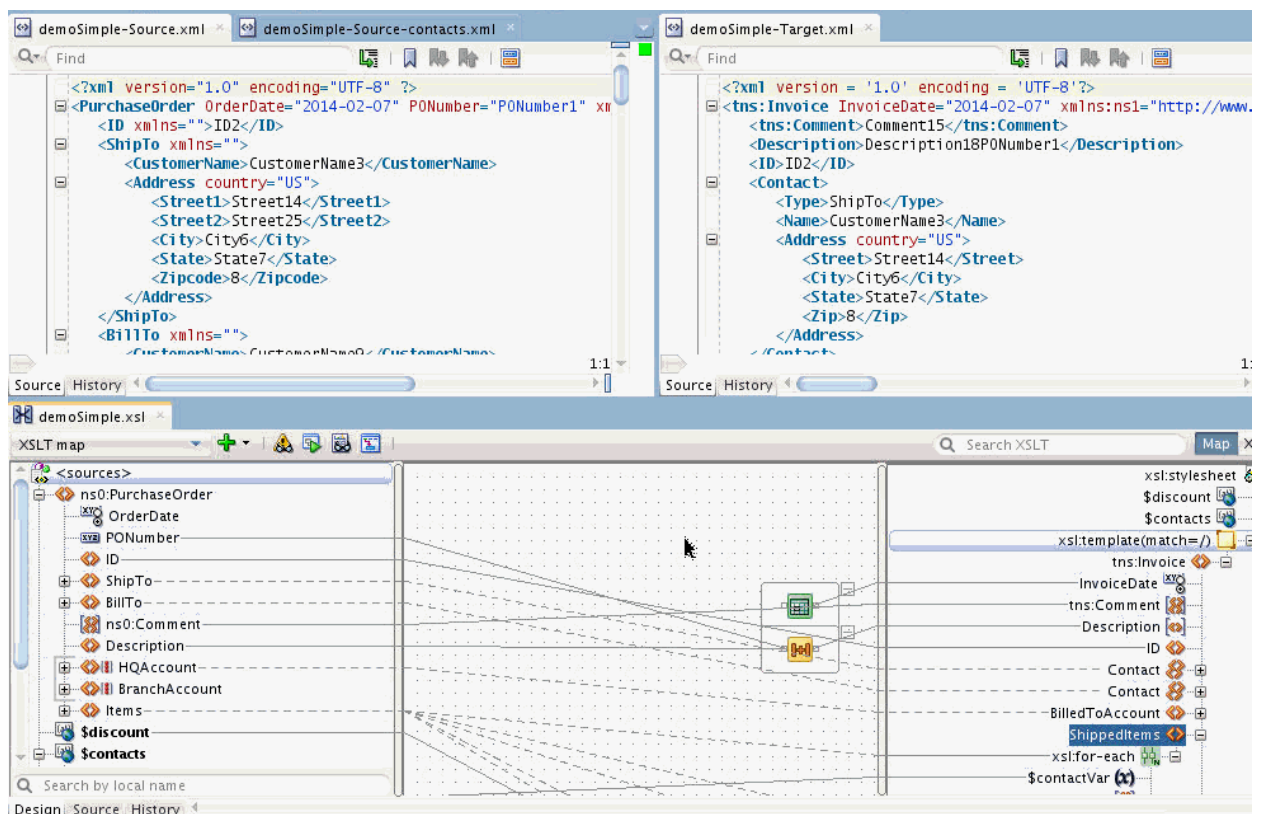 demoSimple-Source.xml
demoSimple-Source-contacts.xml
Find
<?xml version="1.0" encoding="UTF-8" ?>
<PurchaseOrder OrderDate="2014-02-07" PONumber="PONumber1" xm
<ID xmlns="">ID2</ID>
<ShipTo xmlns="">
<CustomerName>CustomerName3</CustomerName>
<Address country="US">
<Street1>Street14</Street1>
<Street2>Street25</Street2>
<City>City6</City>
<State>State7</State>
<Zipcode>8</Zipcode>
</Address>
</ShipTo>
<BillTo xmlns="">
<CustomerName>CustomerName9</CustomerName>
1:1
Source History
demoSimple-Target.xml
Find
<?xml version = '1.0' encoding = 'UTF-8'?>
<tns:Invoice InvoiceDate="2014-02-07" xmlns:ns1="http://www.
<tns:Comment>Comment15</tns:Comment>
<Description>Description18PONumber1</Description>
<ID>ID2</ID>
<Contact>
<Type>ShipTo</Type>
<Name>CustomerName3</Name>
<Address country="US">
<Street>Street14</Street>
<City>City6</City>
<State>State7</State>
<Zip>8</Zip>
</Address>
</Contact>
1:
Source History
demoSimple.xsl
XSLT map
Search XSLT
Map
X
<sources>
ns0:PurchaseOrder
OrderDate
PONumber
ID
ShipTo
BillTo
ns0:Comment
Description
HQAccount
BranchAccount
Items
$discount
$contacts
Search by local name
xsl:stylesheet
$discount
$contacts
xsl:template(match=/)
tns:Invoice
InvoiceDate
tns:Comment
Description
ID
Contact
Contact
BilledToAccount
ShippedItems
xsl:for-each
$contactVar (x)
Design Source History